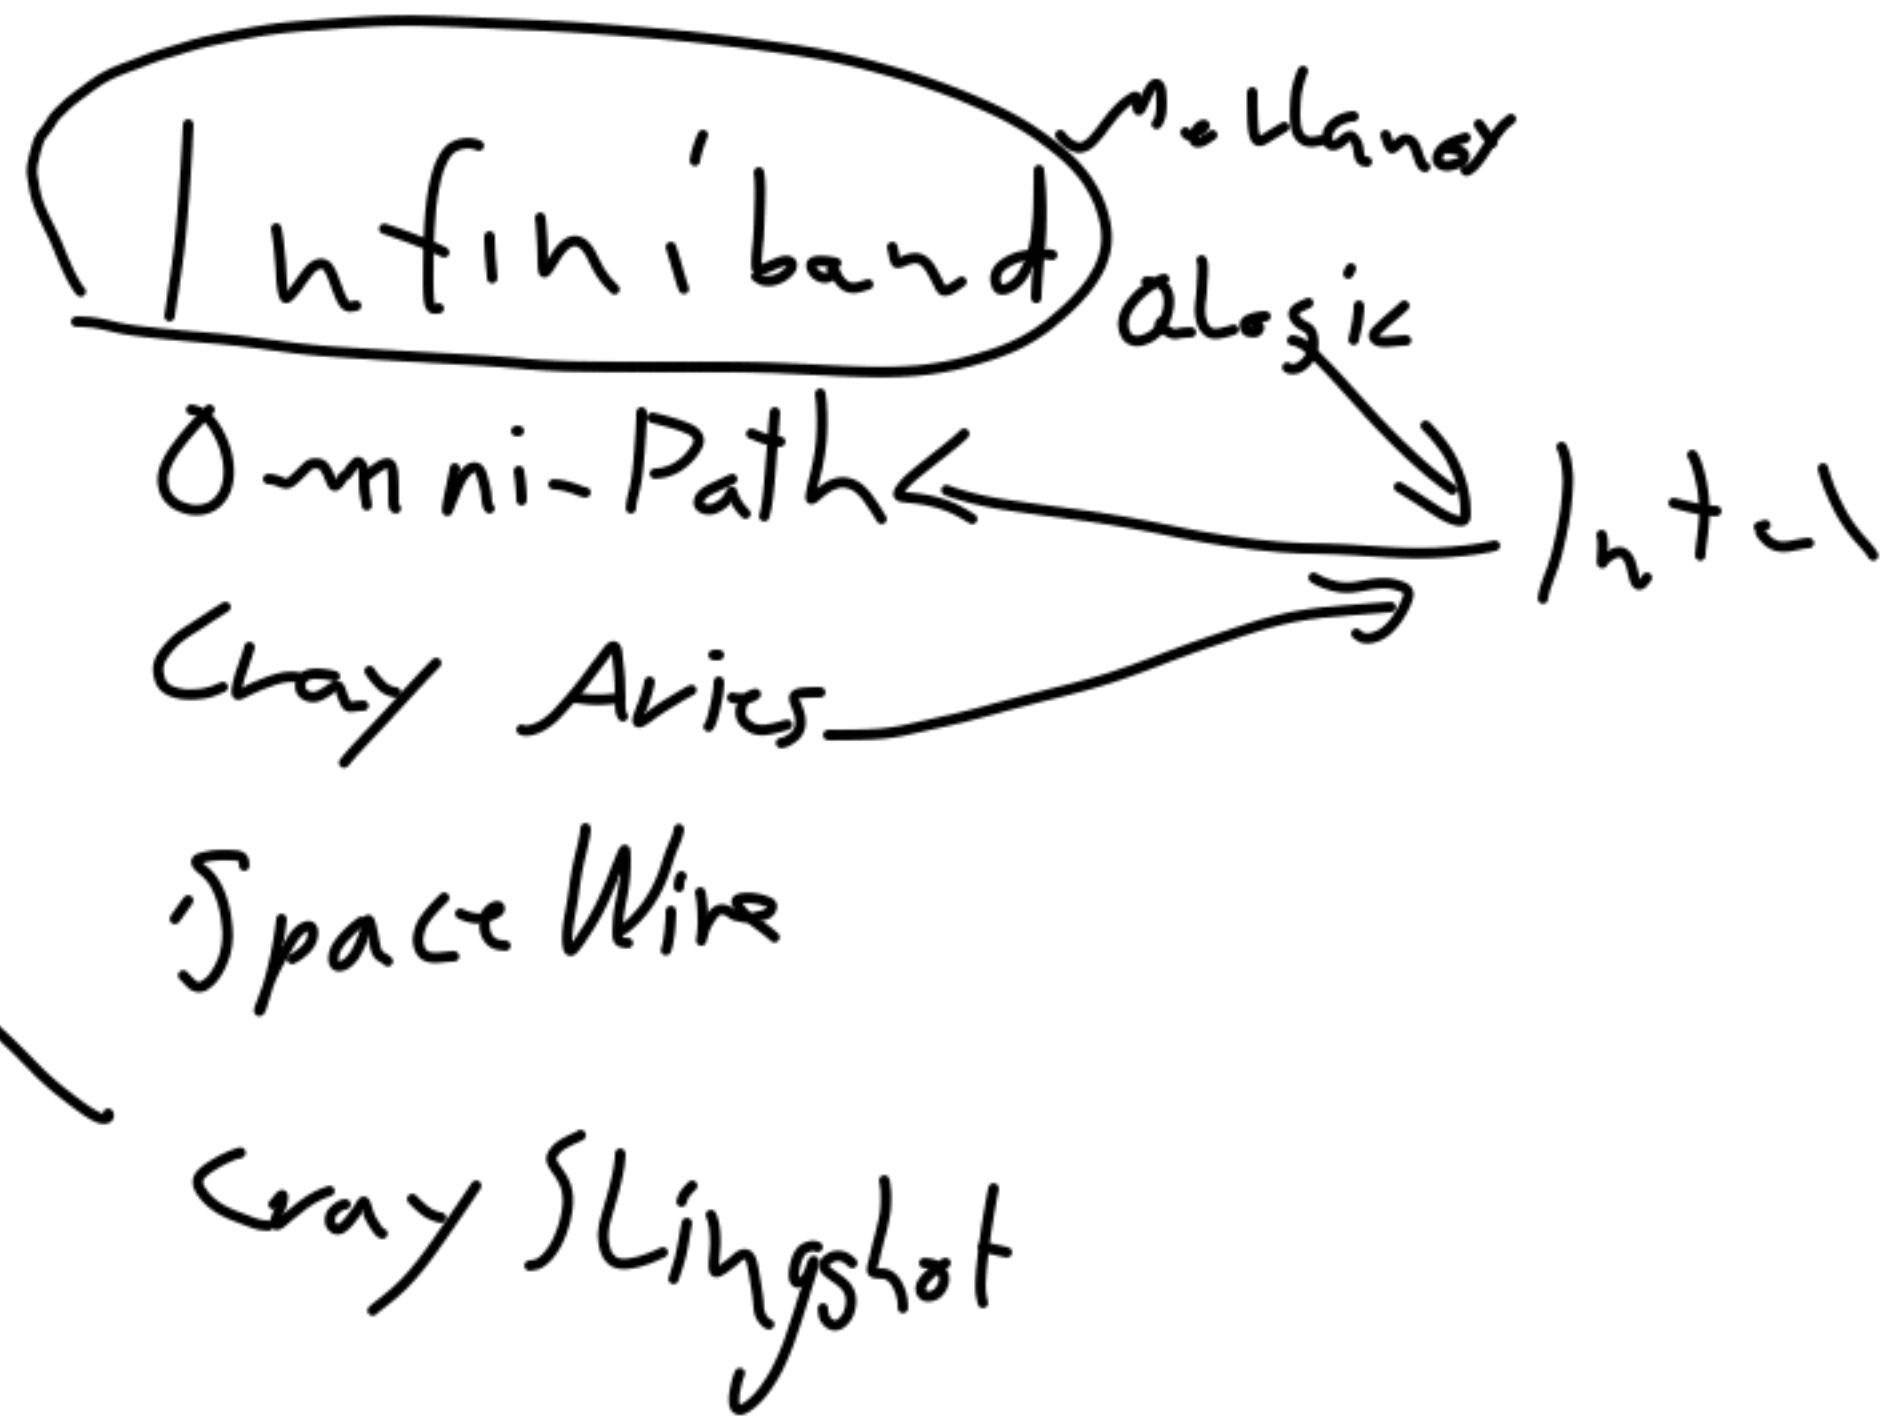 Infiniband
Mellanox
QLogic
Omni-Path
Intel
Cray Aries
SpaceWire
Cray Slingshot